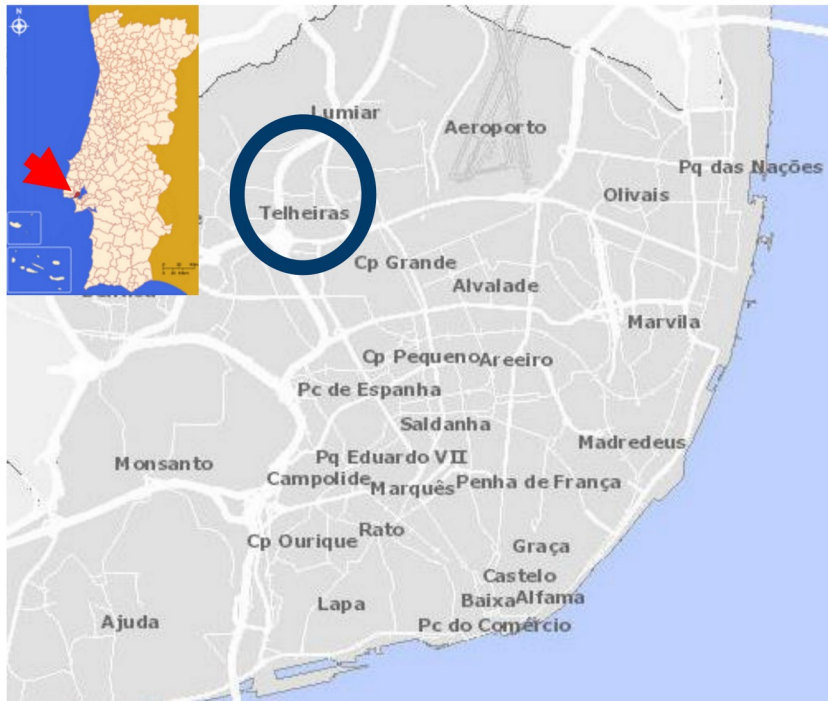 N
Lumiar
Aeroporto
Pq das Nações
Olivais
Telheiras
Cp Grande
Alvalade
Marvila
Cp Pequeno
Areeiro
Pc de Espanha
Saldanha
Madredeus
Pq Eduardo VII
Monsanto
Campolide
Marquês
Penha de França
Rato
Cp Ourique
Graça
Castelo
Lapa
Baixa
Alfama
Ajuda
Pc do Comércio